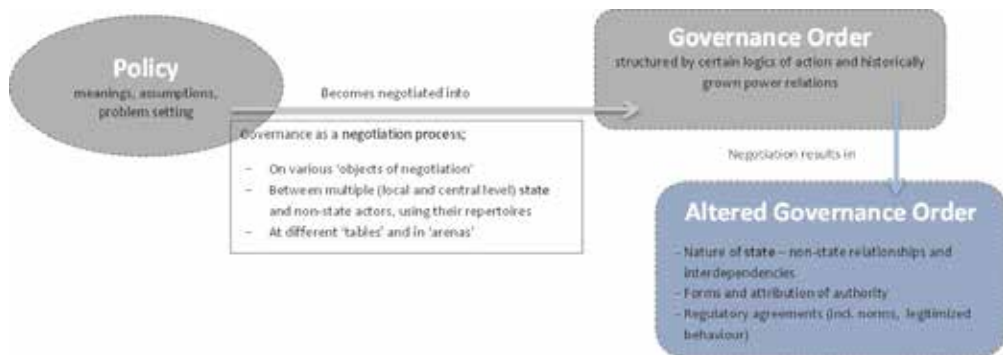 Policy
meanings, assumptions,
problem setting
Becomes negotiated into
Governance as a negotiation process;
– On various 'objects of negotiation'
– Between multiple (local and central level) state
and non-state actors, using their repertoires
– At different 'tables' and in 'arenas'
Governance Order
structured by certain logics of action and historically
grown power relations
Negotiation results in
Altered Governance Order
– Nature of state – non-state relationships and
interdependencies
– Forms and attribution of authority
– Regulatory agreements (incl. norms, legitimized
behaviour)